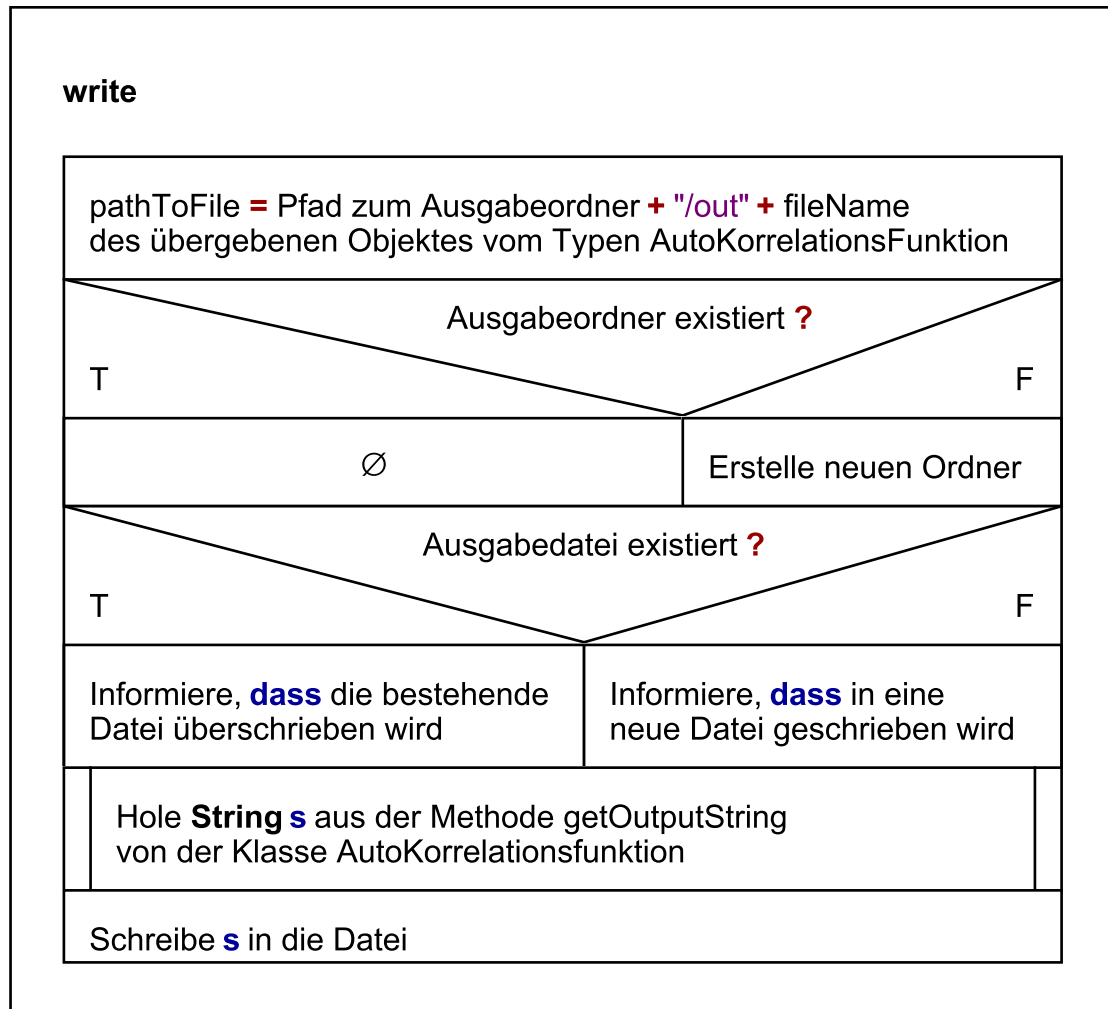 write
pathToFile = Pfad zum Ausgabeordner + "/out" + fileName
des übergebenen Objektes vom Typen AutoKorrelationsFunktion
Ausgabeordner existiert ?
T
F
∅
Erstelle neuen Ordner
Ausgabedatei existiert ?
T
F
Informiere, dass die bestehende
Datei überschrieben wird
Informiere, dass in eine
neue Datei geschrieben wird
Hole String s aus der Methode getOutputString
von der Klasse AutoKorrelationsfunktion
Schreibe s in die Datei